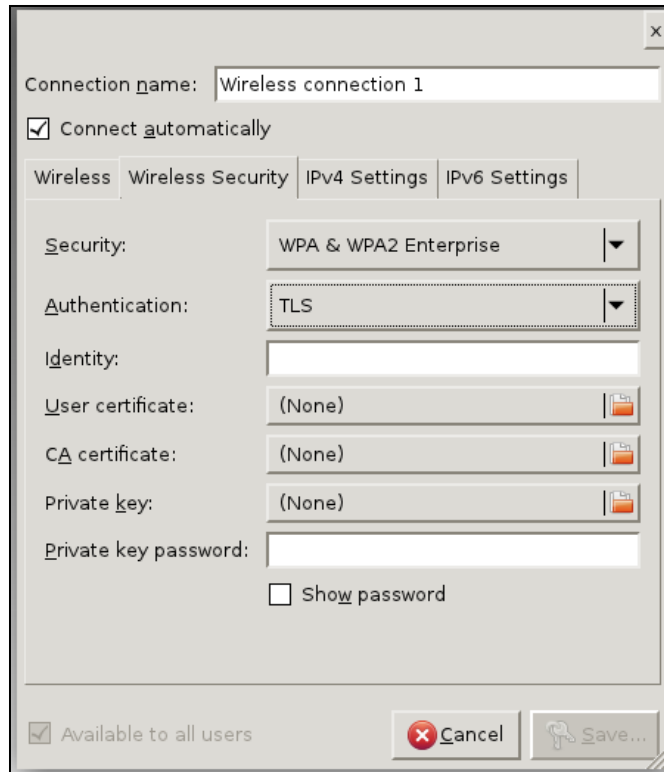 x
Connection name: Wireless connection 1
Connect automatically
Wireless Wireless Security IPv4 Settings IPv6 Settings
Security: WPA & WPA2 Enterprise
Authentication: TLS
Identity:
User certificate: (None)
CA certificate: (None)
Private key: (None)
Private key password:
Show password
Available to all users Cancel Save...